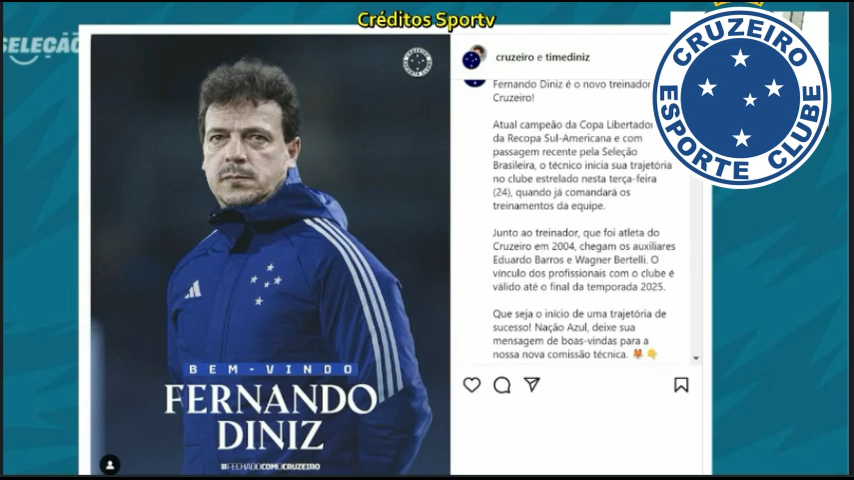 Créditos Sportv
SELEÇÃO
cruzeiro e timediniz
Fernando Diniz é o novo treinador
Cruzeiro!
Atual campeão da Copa Libertador
da Recopa Sul-Americana e com
passagem recente pela Seleção
Brasileira, o técnico inicia sua trajetória
no clube estrelado nesta terça-feira
(24), quando já comandará os
treinamentos da equipe.
Junto ao treinador, que foi atleta do
Cruzeiro em 2004, chegam os auxiliares
Eduardo Barros e Wagner Bertelli. O
vínculo dos profissionais com o clube é
válido até o final da temporada 2025.
Que seja o início de uma trajetória de
sucesso! Nação Azul, deixe sua
mensagem de boas-vindas para a
nossa nova comissão técnica. 🦊 👇
CRUZEIRO
ESPORTE CLUBE
BEM-VINDO
FERNANDO
DINIZ
#FECHADOCOMOCRUZEIRO